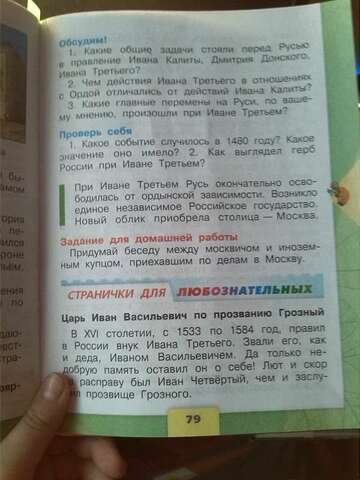 Обсудим!
1. Какие общие задачи стояли перед Русью
в правление Ивана Калиты, Дмитрия Донского,
Ивана Третьего?
2. Чем действия Ивана Третьего в отношениях
с Ордой отличались от действий Ивана Калиты?
3. Какие главные перемены на Руси, по ваше-
му мнению, произошли при Иване Третьем?
Проверь себя
1. Какое событие случилось в 1480 году? Какое
значение оно имело? 2. Как выглядел герб
России при Иване Третьем?
При Иване Третьем Русь окончательно осво-
бодилась от ордынской зависимости. Возникло
единое независимое Российское государство.
Новый облик приобрела столица — Москва.
Задание для домашней работы
Придумай беседу между москвичом и инозем-
ным купцом, приехавшим по делам в Москву.
СТРАНИЧКИ ДЛЯ ЛЮБОЗНАТЕЛЬНЫХ
Царь Иван Васильевич по прозванию Грозный
В XVI столетии, с 1533 по 1584 год, правил
в России внук Ивана Третьего. Звали его, как
и деда, Иваном Васильевичем. Да только не-
добрую память оставил он о себе! Лют и скор
на расправу был Иван Четвёртый, чем и заслу-
прозвище Грозного.
79